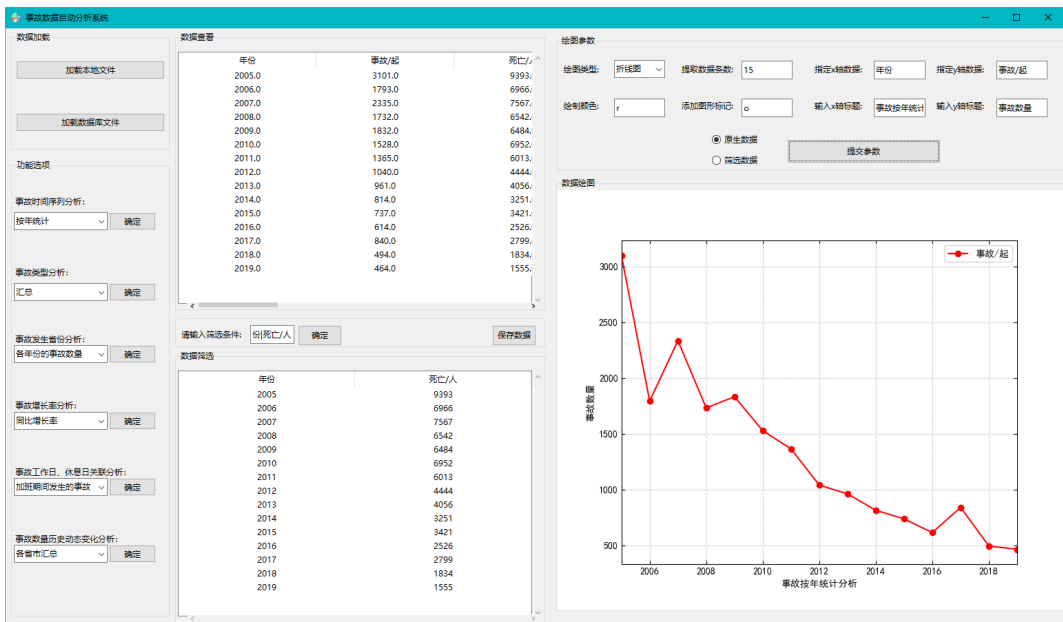 事故数据自动分析系统
数据加载
加载本地文件
加载数据库文件
功能选项
事故时间序列分析:
按年统计 确定
事故类型分析:
汇总 确定
事故发生省份分析:
各年份的事故数量 确定
事故增长率分析:
同比增长率 确定
事故工作日、休息日关联分析:
加班期间发生的事故 确定
事故数量历史动态变化分析:
各省市汇总 确定
数据查看
年份 事故/起 死亡/
2005.0 3101.0 9393.
2006.0 1793.0 6966.
2007.0 2335.0 7567.
2008.0 1732.0 6542.
2009.0 1832.0 6484.
2010.0 1528.0 6952.
2011.0 1365.0 6013.
2012.0 1040.0 4444.
2013.0 961.0 4056.
2014.0 814.0 3251.
2015.0 737.0 3421.
2016.0 614.0 2526.
2017.0 840.0 2799.
2018.0 494.0 1834.
2019.0 464.0 1555.
请输入筛选条件: 份|死亡/人 确定 保存数据
数据筛选
年份 死亡/人
2005 9393
2006 6966
2007 7567
2008 6542
2009 6484
2010 6952
2011 6013
2012 4444
2013 4056
2014 3251
2015 3421
2016 2526
2017 2799
2018 1834
2019 1555
绘图参数
绘图类型: 折线图 提取数据条数: 15 指定x轴数据: 年份 指定y轴数据: 事故/起
绘制颜色: r 添加图形标记: o 输入x轴标题: 事故按年统计 输入y轴标题: 事故数量
原生数据
筛选数据
提交参数
数据绘图
事故/起
3000
2500
2000
1500
1000
500
事故数量
2006 2008 2010 2012 2014 2016 2018
事故按年统计分析